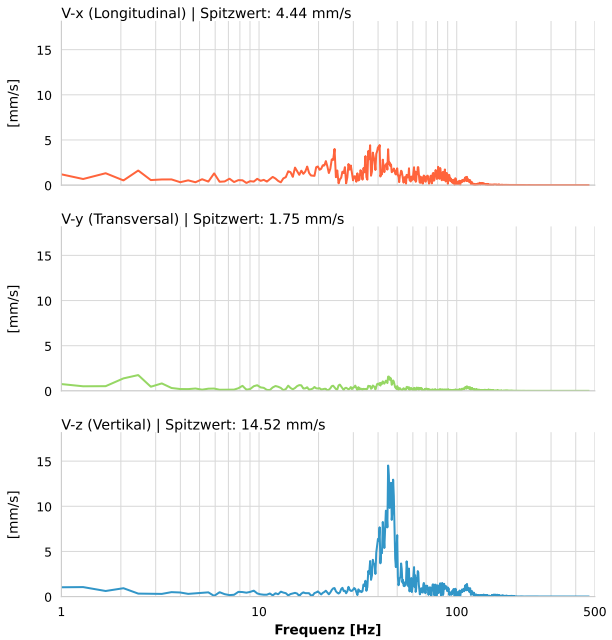 V-x (Longitudinal) | Spitzwert: 4.44 mm/s
15
10
5
0
[mm/s]
V-y (Transversal) | Spitzwert: 1.75 mm/s
15
10
5
0
[mm/s]
V-z (Vertikal) | Spitzwert: 14.52 mm/s
15
10
5
0
[mm/s]
1 10 100 500
Frequenz [Hz]